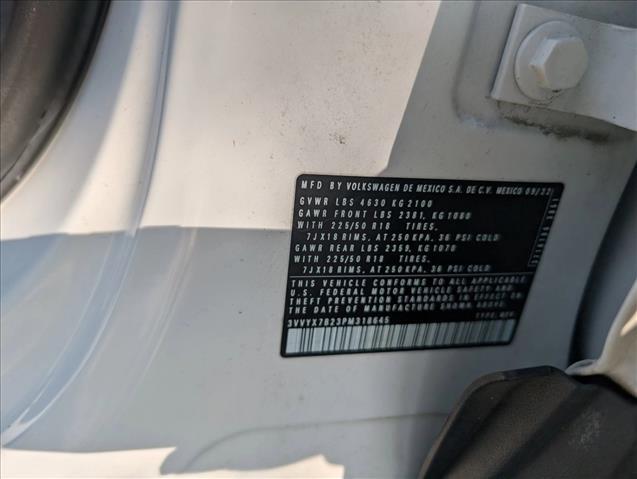 MFD BY VOLKSWAGEN DE MEXICO S.A. DE C.V. MEXICO 09/22
GVWR LBS 4630 KG 2100
GAWR FRONT LBS 2381, KG 1080
WITH 225/50 R18 TIRES.
7JX18 RIMS, AT 250 KPA, 36 PSI COLD
GAWR REAR LBS 2359, KG 1070
WITH 225/50 R18 TIRES.
7JX18 RIMS, AT 250 KPA, 36 PSI COLD
THIS VEHICLE CONFORMS TO ALL APPLICABLE
U.S. FEDERAL MOTOR VEHICLE SAFETY AND
THEFT PREVENTION STANDARDS IN EFFECT ON
THE DATE OF MANUFACTURE SHOWN ABOVE.
3VVYX7B23PM318645 TYPE: MPV